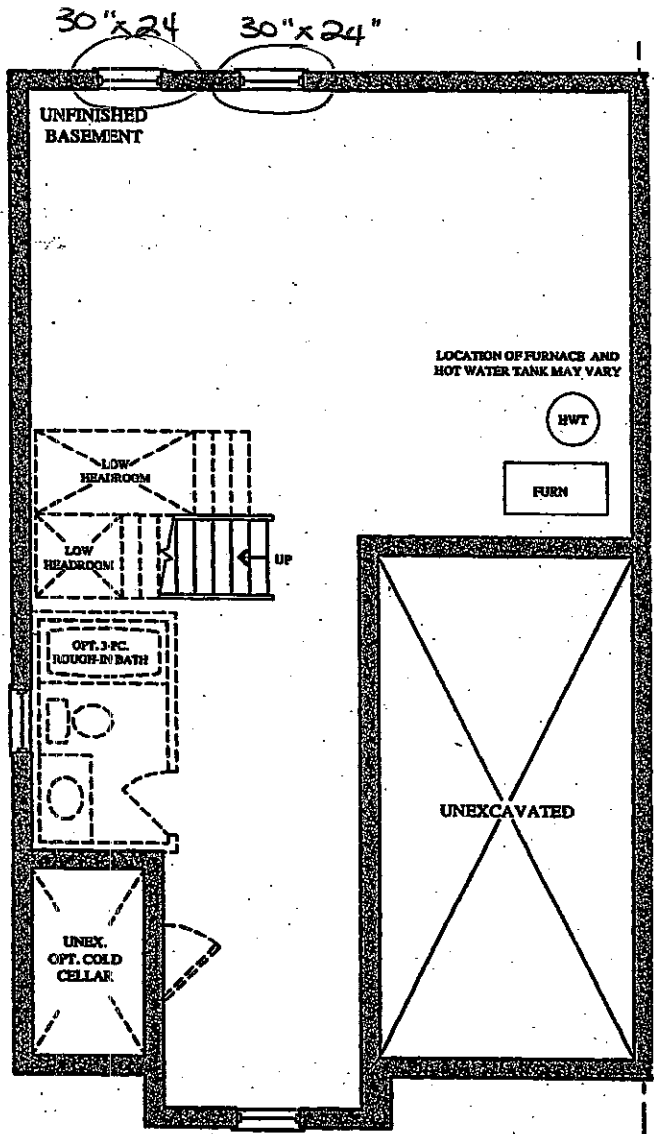 30"x24 30"x24"
UNFINISHED
BASEMENT
LOCATION OF FURNACE AND
HOT WATER TANK MAY VARY
HWT
LOW
HEADROOM
FURN
LOW
HEADROOM
UP
OPT. 3-PC.
ROUGH-IN BATH
UNEXCAVATED
UNEX.
OPT. COLD
CELLAR